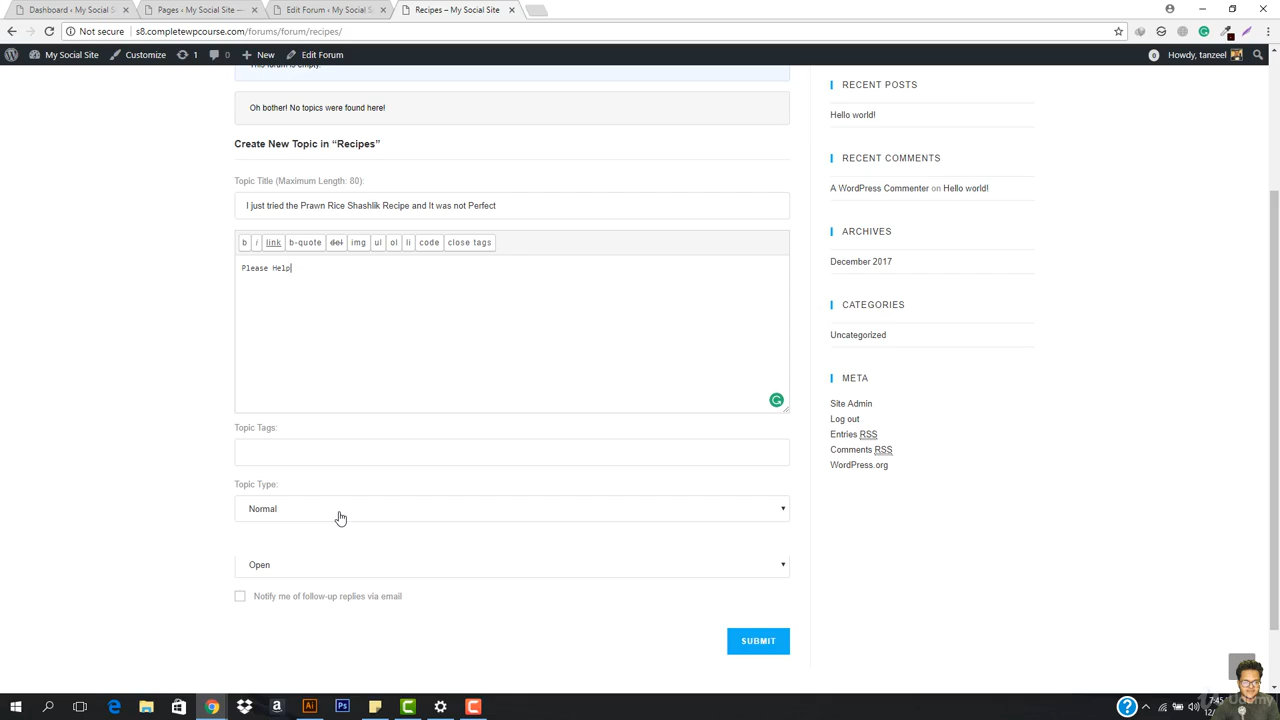 Dashboard ‹ My Social S
Pages ‹ My Social Site —
Edit Forum ‹ My Social S
Recipes – My Social Site
Not secure
s8.completewpcourse.com/forums/forum/recipes/
My Social Site
Customize
1
0
New
Edit Forum
0
Howdy, tanzeel
This forum is empty.
Oh bother! No topics were found here!
Create New Topic in “Recipes”
Topic Title (Maximum Length: 80):
I just tried the Prawn Rice Shashlik Recipe and It was not Perfect
b i link b-quote del img ul ol li code close tags
Please Help
Topic Tags:
Topic Type:
Normal
Open
Notify me of follow-up replies via email
SUBMIT
RECENT POSTS
Hello world!
RECENT COMMENTS
A WordPress Commenter on Hello world!
ARCHIVES
December 2017
CATEGORIES
Uncategorized
META
Site Admin
Log out
Entries RSS
Comments RSS
WordPress.org